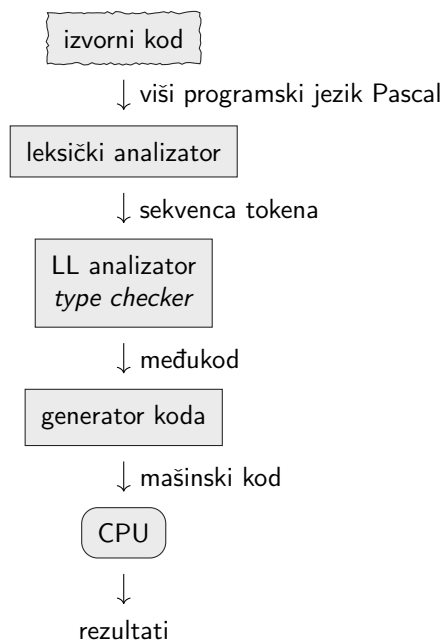 izvorni kod
viši programski jezik Pascal
leksički analizator
sekvenca tokena
LL analizator
type checker
međukod
generator koda
mašinski kod
CPU
rezultati